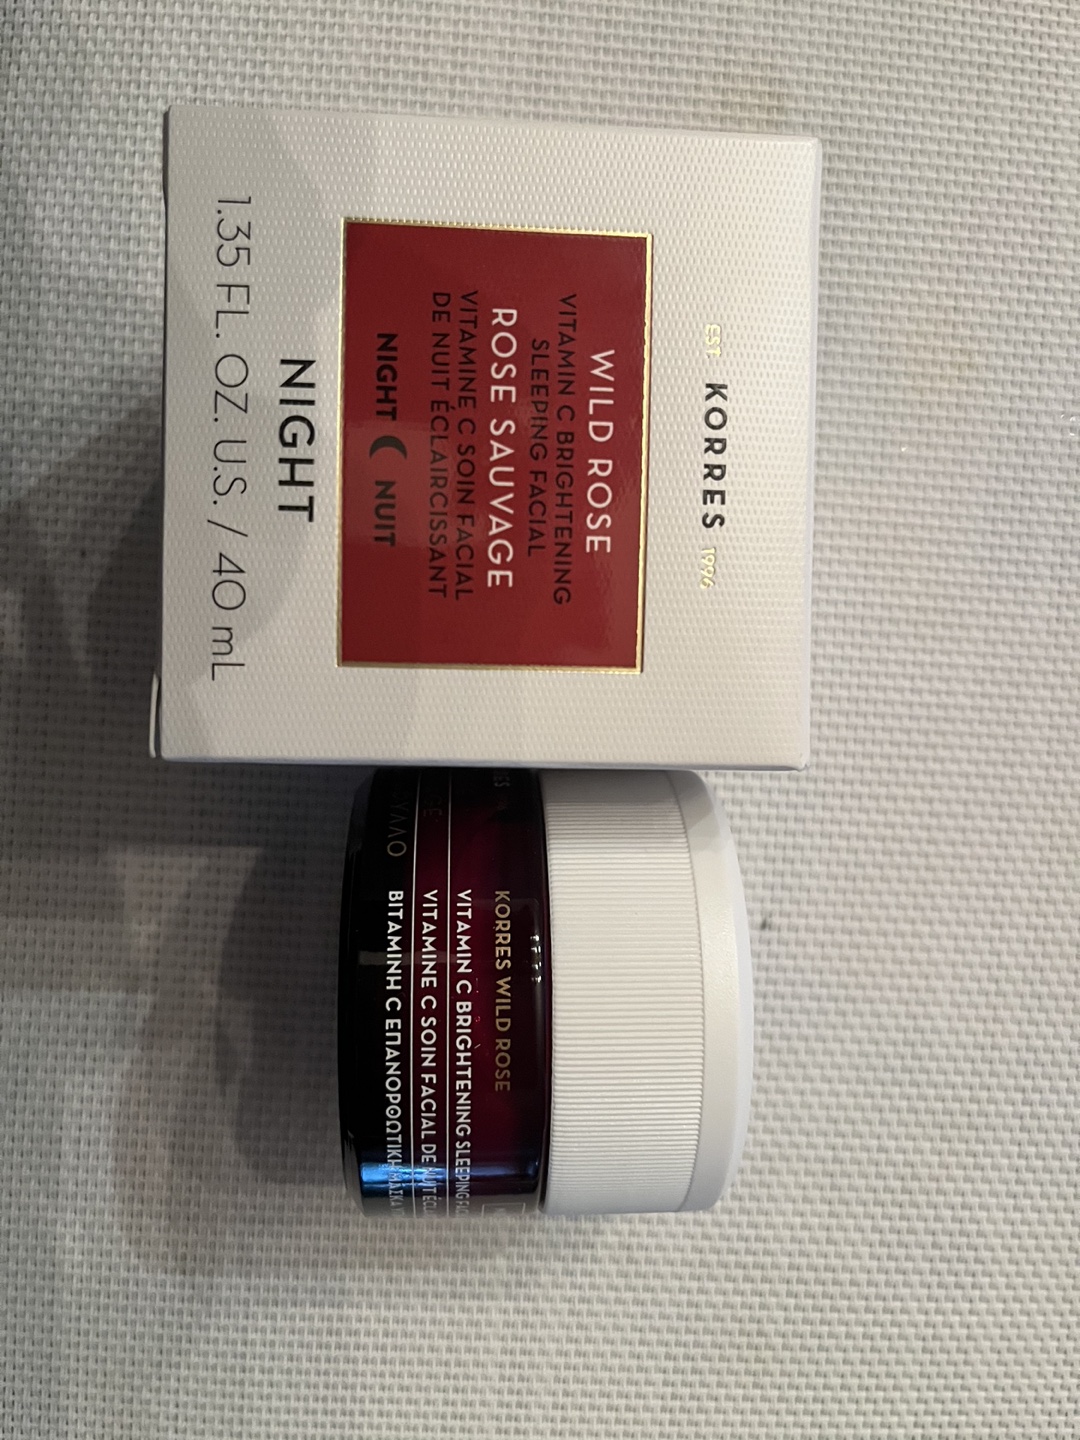 EST. KORRES 1996
WILD ROSE
VITAMIN C BRIGHTENING
SLEEPING FACIAL
ROSE SAUVAGE
VITAMINE C SOIN FACIAL
DE NUIT ÉCLAIRCISSANT
NIGHT NUIT
NIGHT
1.35 FL. OZ. U.S. / 40 mL
KORRES WILD ROSE
VITAMIN C BRIGHTENING SLEEPING
VITAMINE C SOIN FACIAL DE NUIT
ΒΙΤΑΜΙΝΗ C ΕΠΑΝΟΡΘΩΤΙΚΗ ΜΑΣΚΑ